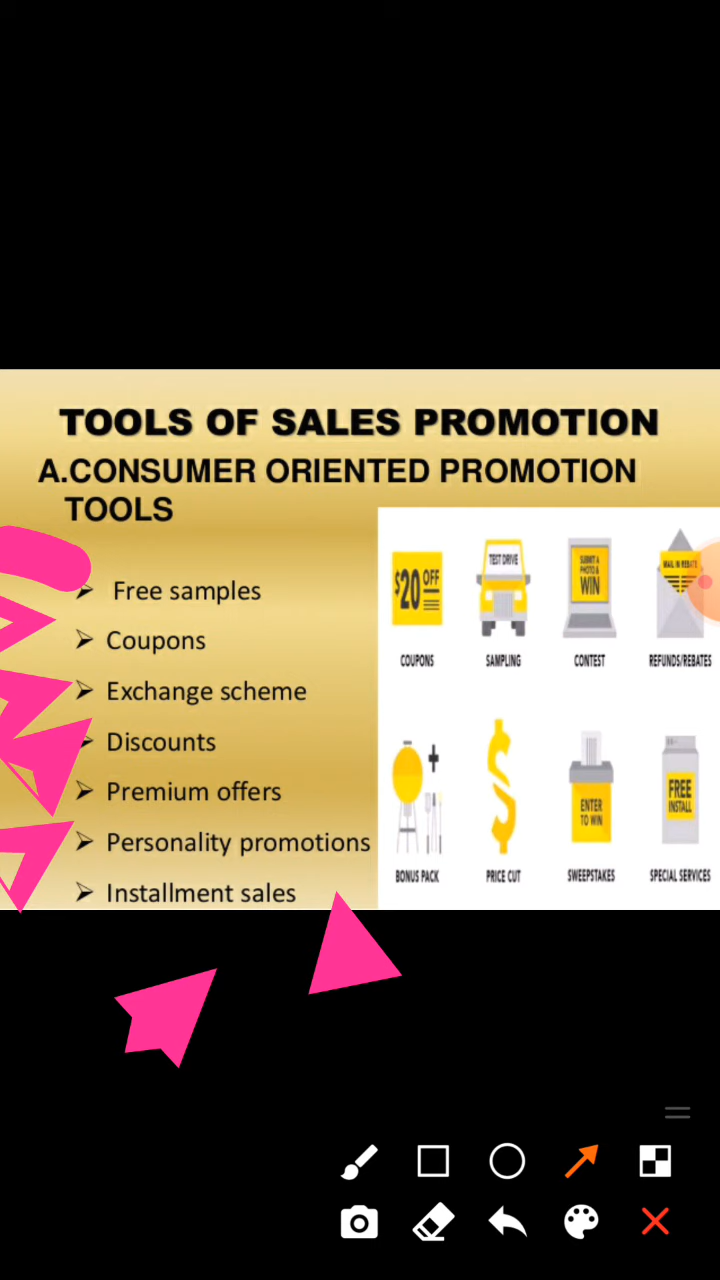 TOOLS OF SALES PROMOTION
A.CONSUMER ORIENTED PROMOTION
TOOLS
Free samples
Coupons
Exchange scheme
Discounts
Premium offers
Personality promotions
Installment sales
$20 OFF
TEST DRIVE
SUBMIT A
PHOTO &
WIN
MAIL IN REBATE
COUPONS
SAMPLING
CONTEST
REFUNDS/REBATES
ENTER
TO WIN
FREE
INSTALL
BONUS PACK
PRICE CUT
SWEEPSTAKES
SPECIAL SERVICES